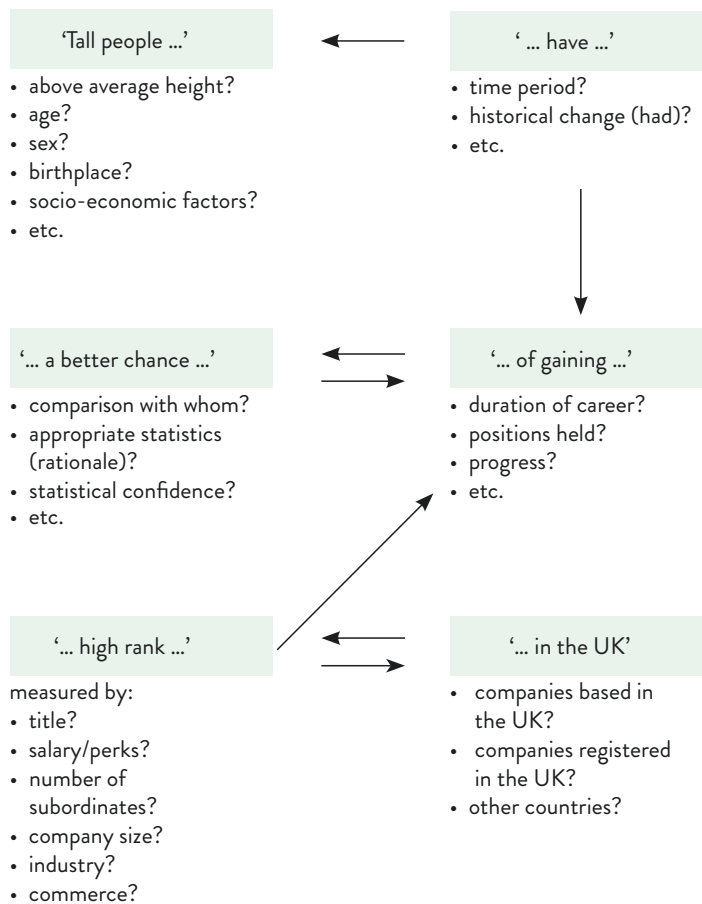 ‘Tall people ...’
• above average height?
• age?
• sex?
• birthplace?
• socio-economic factors?
• etc.
‘ ... have ...’
• time period?
• historical change (had)?
• etc.
‘... a better chance ...’
• comparison with whom?
• appropriate statistics
(rationale)?
• statistical confidence?
• etc.
‘... of gaining ...’
• duration of career?
• positions held?
• progress?
• etc.
‘... high rank ...’
measured by:
• title?
• salary/perks?
• number of
subordinates?
• company size?
• industry?
• commerce?
‘... in the UK’
• companies based in
the UK?
• companies registered
in the UK?
• other countries?